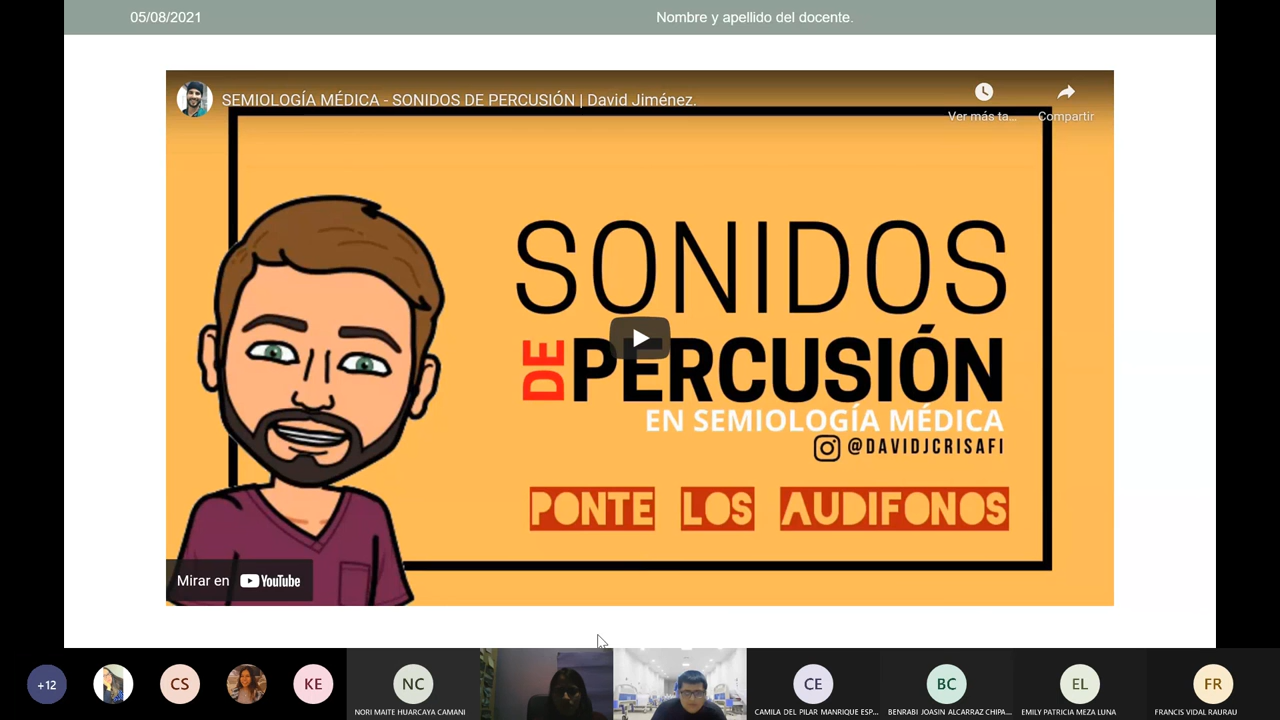 05/08/2021
Nombre y apellido del docente.
SEMIOLOGÍA MÉDICA - SONIDOS DE PERCUSIÓN | David Jiménez.
Ver más ta...
Compartir
SONIDOS
DE PERCUSIÓN
EN SEMIOLOGÍA MÉDICA
@DAVIDJCRISAFI
PONTE LOS AUDIFONOS
Mirar en YouTube
+12
CS
KE
NC
CE
BC
EL
FR
NORI MAITE HUARCAYA CAMANI
CAMILA DEL PILAR MANRIQUE ESP...
BENRABI JOASIN ALCARRAZ CHIPA...
EMILY PATRICIA MEZA LUNA
FRANCIS VIDAL RAURAU